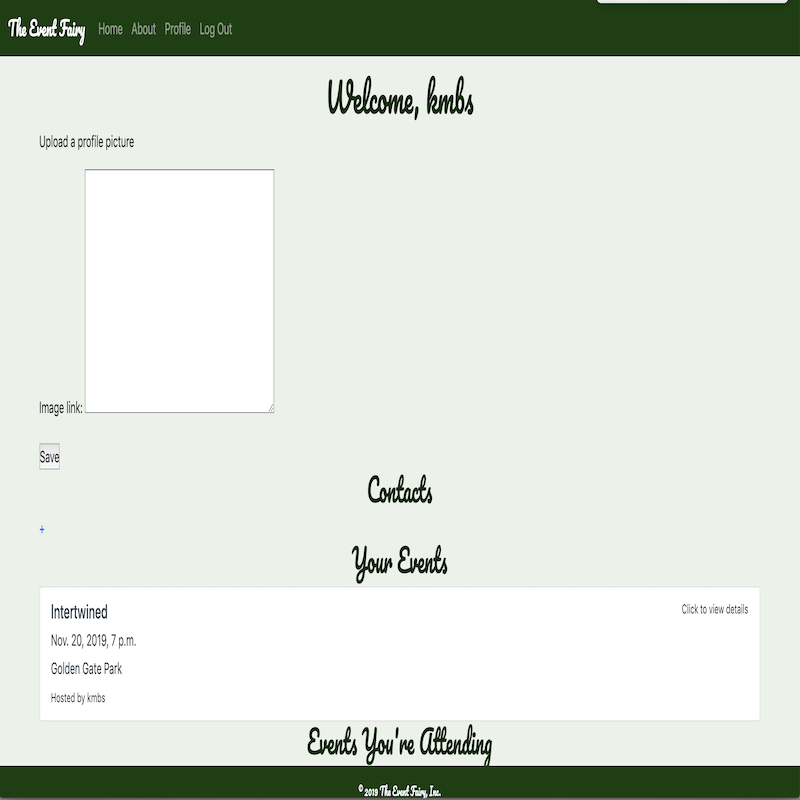 The Event Fairy Home About Profile Log Out
Welcome, kmbs
Upload a profile picture
Image link:
Save
Contacts
+
Your Events
Intertwined Click to view details
Nov. 20, 2019, 7 p.m.
Golden Gate Park
Hosted by kmbs
Events You're Attending
© 2019 The Event Fairy, Inc.